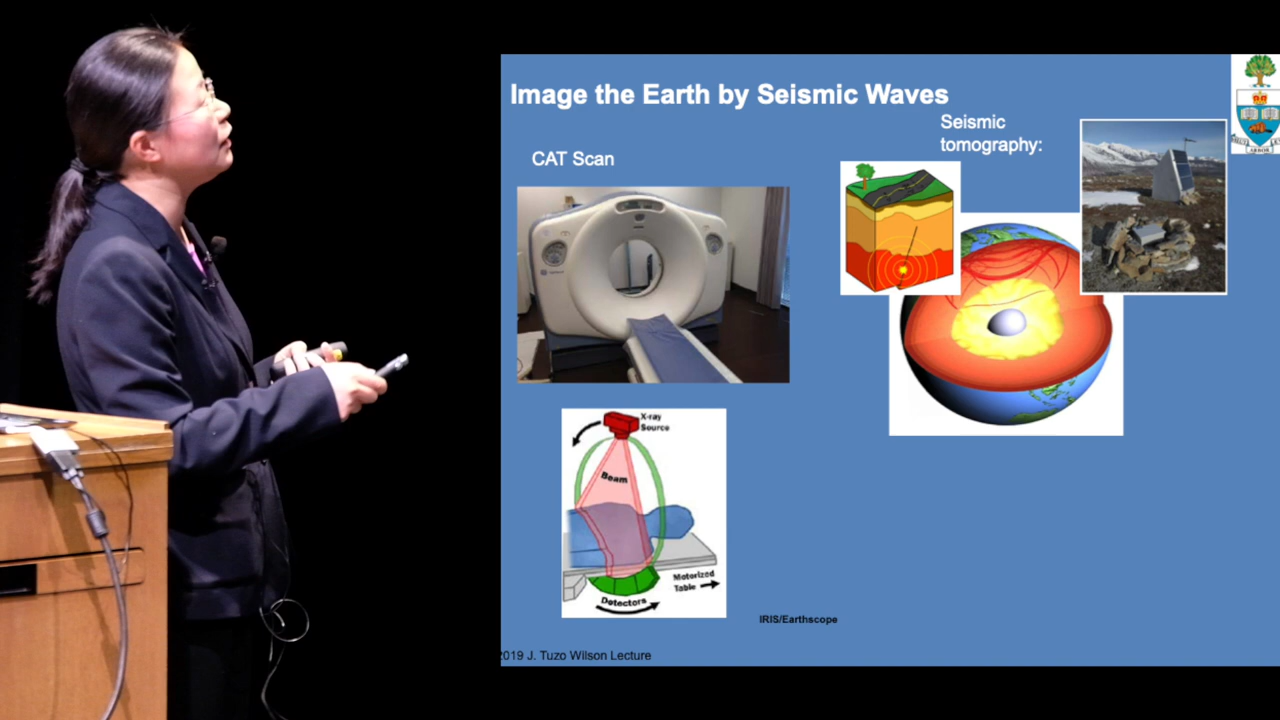 Image the Earth by Seismic Waves
Seismic
tomography:
CAT Scan
X-ray
Source
Beam
Motorized
Table
Detectors
IRIS/Earthscope
2019 J. Tuzo Wilson Lecture
ARBOR